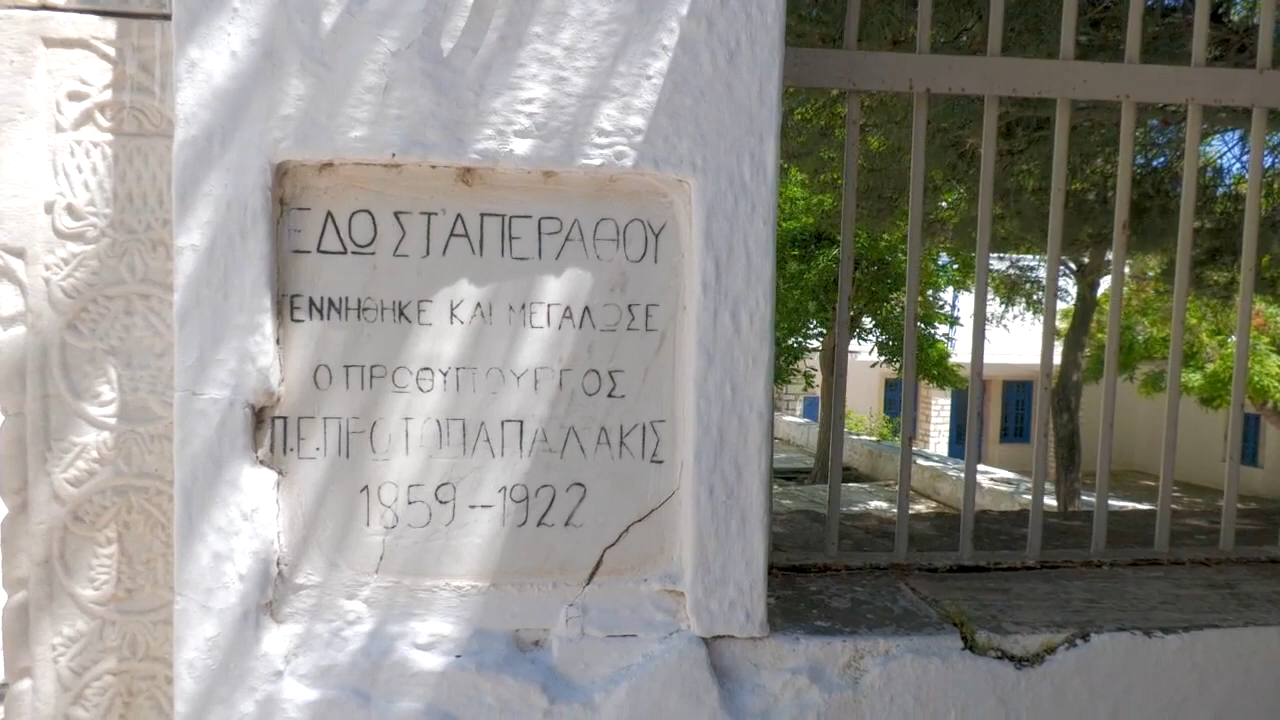 ΕΔΩ ΣΤ'ΑΠΕΡΑΘΟΥ
ΓΕΝΝΗΘΗΚΕ ΚΑΙ ΜΕΓΑΛΩΣΕ
Ο ΠΡΩΘΥΠΟΥΡΓΟΣ
Π.Ε.ΠΡΩΤΟΠΑΠΑΔΑΚΙΣ
1859-1922